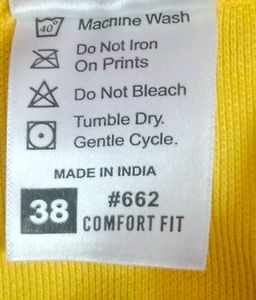 40° Machine Wash
Do Not Iron
On Prints
Do Not Bleach
Tumble Dry.
Gentle Cycle.
MADE IN INDIA
38 #662
COMFORT FIT